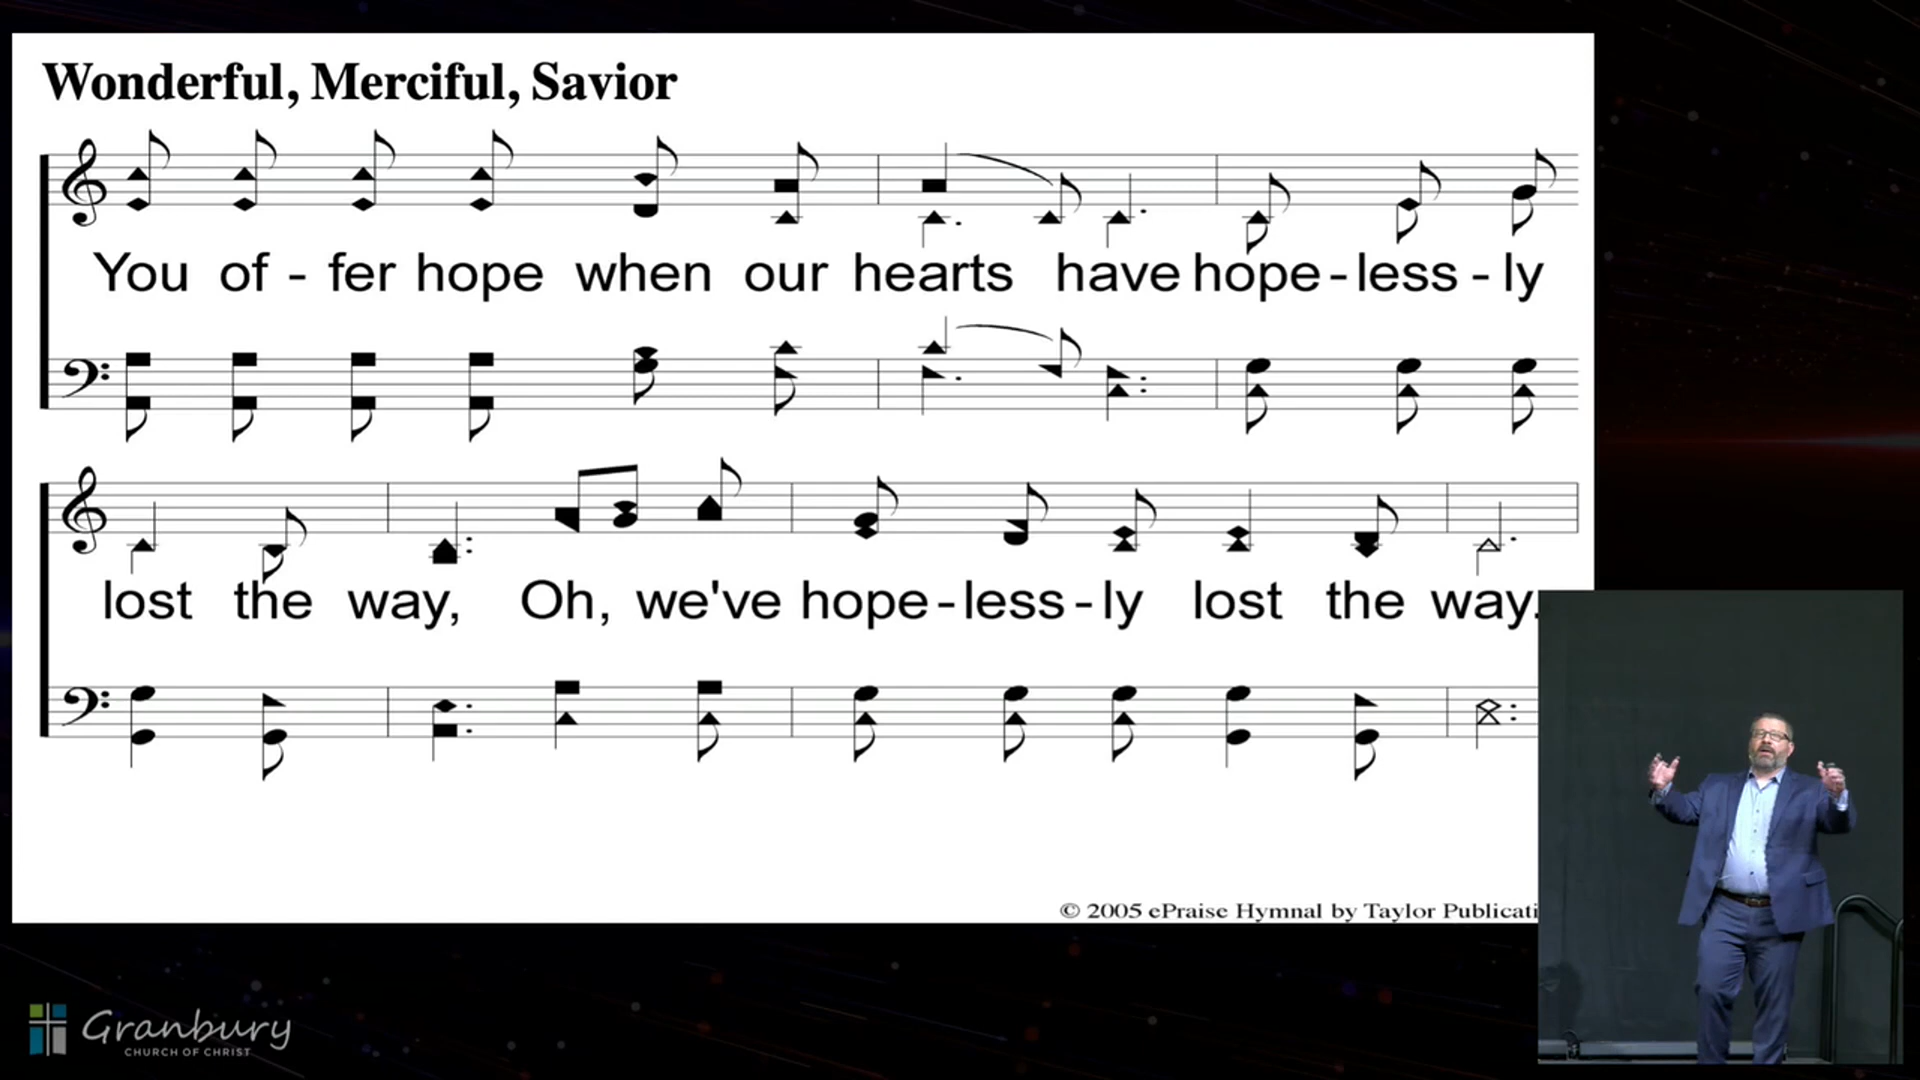 Wonderful, Merciful, Savior
You of - fer hope when our hearts have hope - less - ly
lost the way, Oh, we've hope - less - ly lost the way.
© 2005 ePraise Hymnal by Taylor Publicati
Granbury
CHURCH OF CHRIST